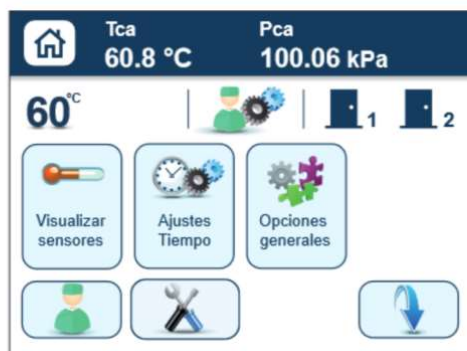 Tca
Pca
60.8 °C
100.06 kPa
60°C
1
2
Visualizar
sensores
Ajustes
Tiempo
Opciones
generales